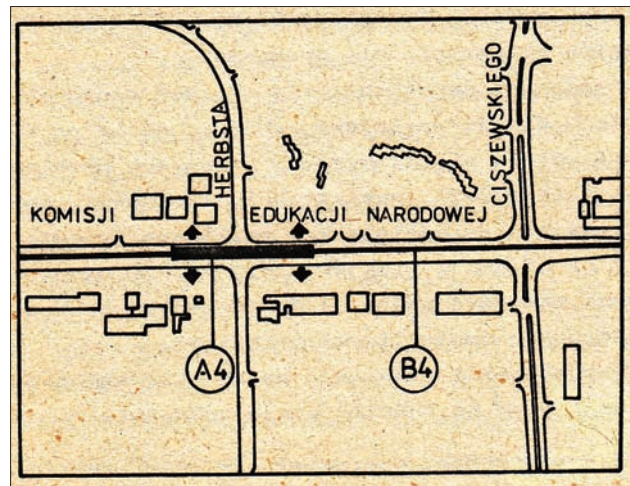 HERBSTA
CISZEWSKIEGO
KOMISJI EDUKACJI NARODOWEJ
A4
B4